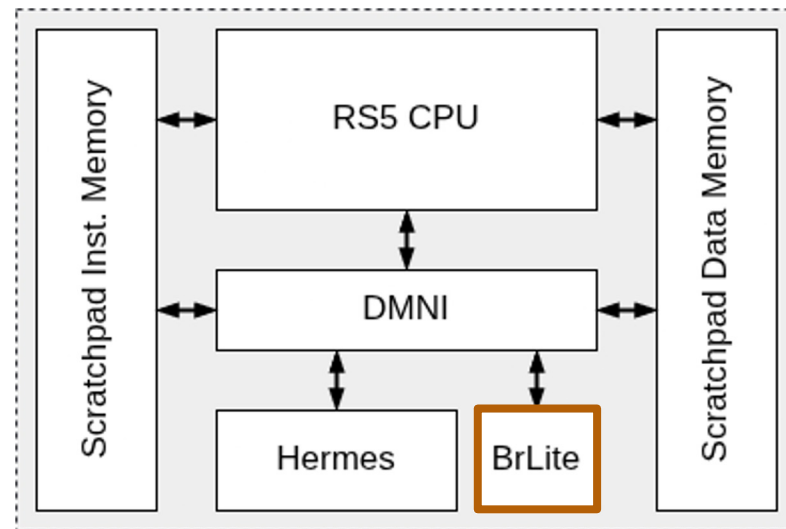 Scratchpad Inst. Memory
RS5 CPU
Scratchpad Data Memory
DMNI
Hermes
BrLite